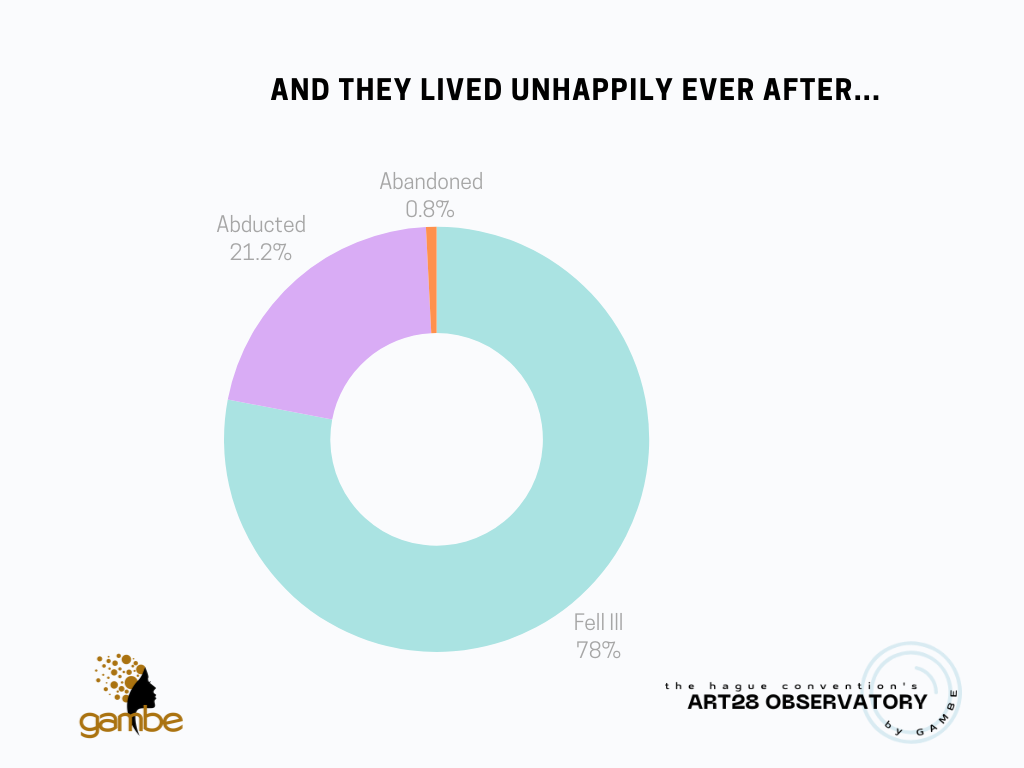 AND THEY LIVED UNHAPPILY EVER AFTER...
Abandoned
0.8%
Abducted
21.2%
Fell Ill
78%
gambe
the hague convention's
ART28 OBSERVATORY
by GAMBE